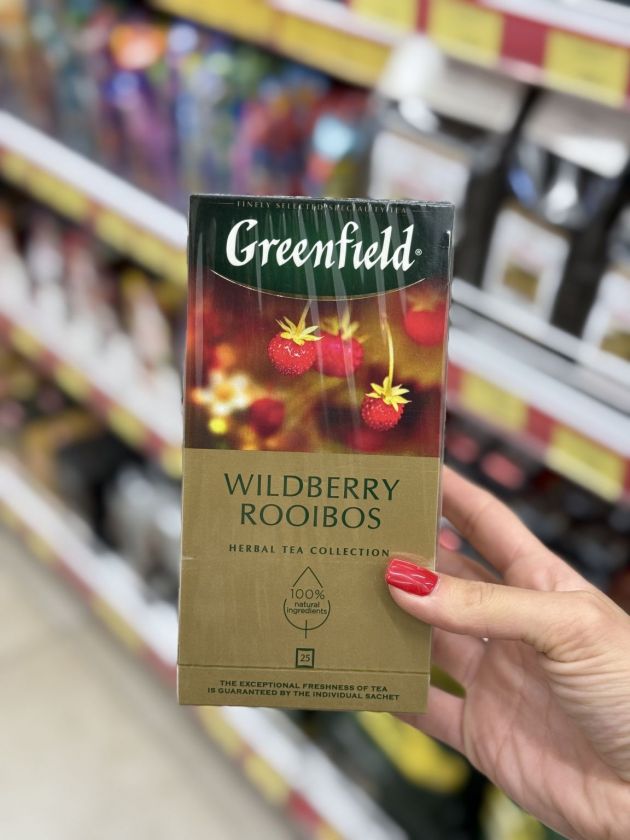 FINELY SELECTED SPECIALITY TEA
Greenfield®
WILDBERRY
ROOIBOS
HERBAL TEA COLLECTION
100%
natural
ingredients
25
THE EXCEPTIONAL FRESHNESS OF TEA
IS GUARANTEED BY THE INDIVIDUAL SACHET